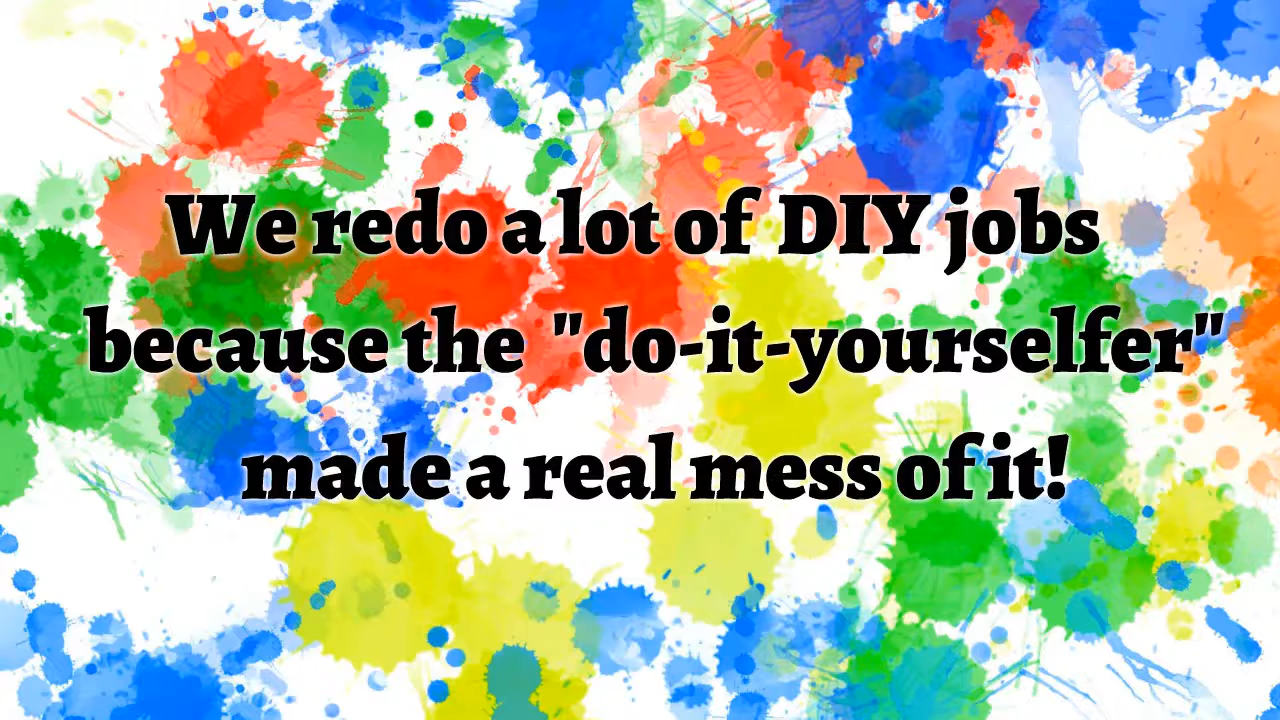 We redo a lot of DIY jobs
because the "do-it-yourselfer"
made a real mess of it!